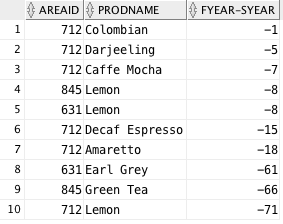 AREAID PRODNAME FYEAR-SYEAR
1 712 Colombian -1
2 712 Darjeeling -5
3 712 Caffe Mocha -7
4 845 Lemon -8
5 631 Lemon -8
6 712 Decaf Espresso -15
7 712 Amaretto -18
8 631 Earl Grey -61
9 845 Green Tea -66
10 712 Lemon -71